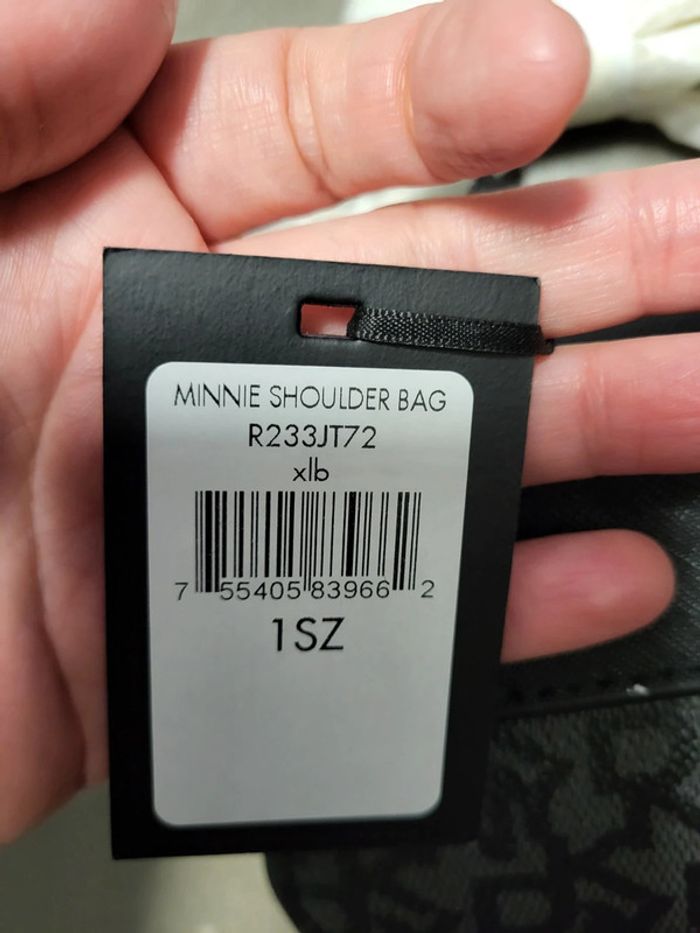 MINNIE SHOULDER BAG
R233JT72
xlb
7 55405 83966 2
1SZ